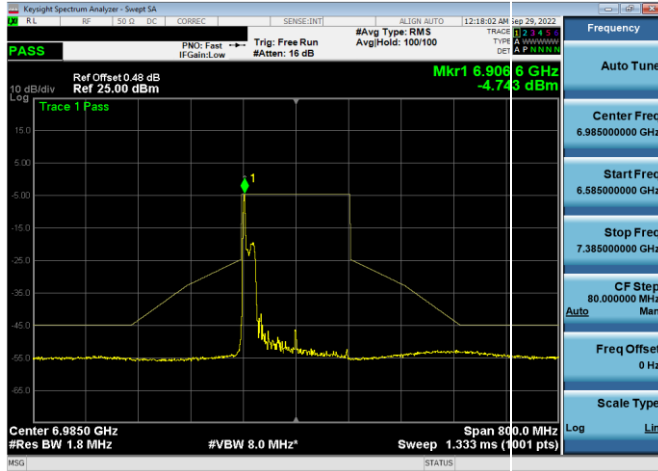 Keysight Spectrum Analyzer - Swept SA
RL RF 50 Ω DC CORREC SENSE:INT ALIGN AUTO 12:18:02 AM Sep 29, 2022
PASS
PNO: Fast
IFGain:Low
Trig: Free Run
#Atten: 16 dB
#Avg Type: RMS
Avg|Hold: 100/100
TRACE 1 2 3 4 5
TYPE A WWWWW
DET A P N N N N
Frequency
Ref Offset 0.48 dB
Ref 25.00 dBm
10 dB/div
Log
Mkr1 6.906 6 GHz
-4.743 dBm
Trace 1 Pass
15.0
5.00
-5.00
-15.0
-25.0
-35.0
-45.0
-55.0
-65.0
1
Center 6.9850 GHz
#Res BW 1.8 MHz
#VBW 8.0 MHz*
Span 800.0 MHz
Sweep 1.333 ms (1001 pts)
MSG
STATUS
Auto Tune
Center Freq
6.985000000 GHz
Start Freq
6.585000000 GHz
Stop Freq
7.385000000 GHz
CF Step
80.000000 MHz
Auto Man
Freq Offset
0 Hz
Scale Type
Log Lin